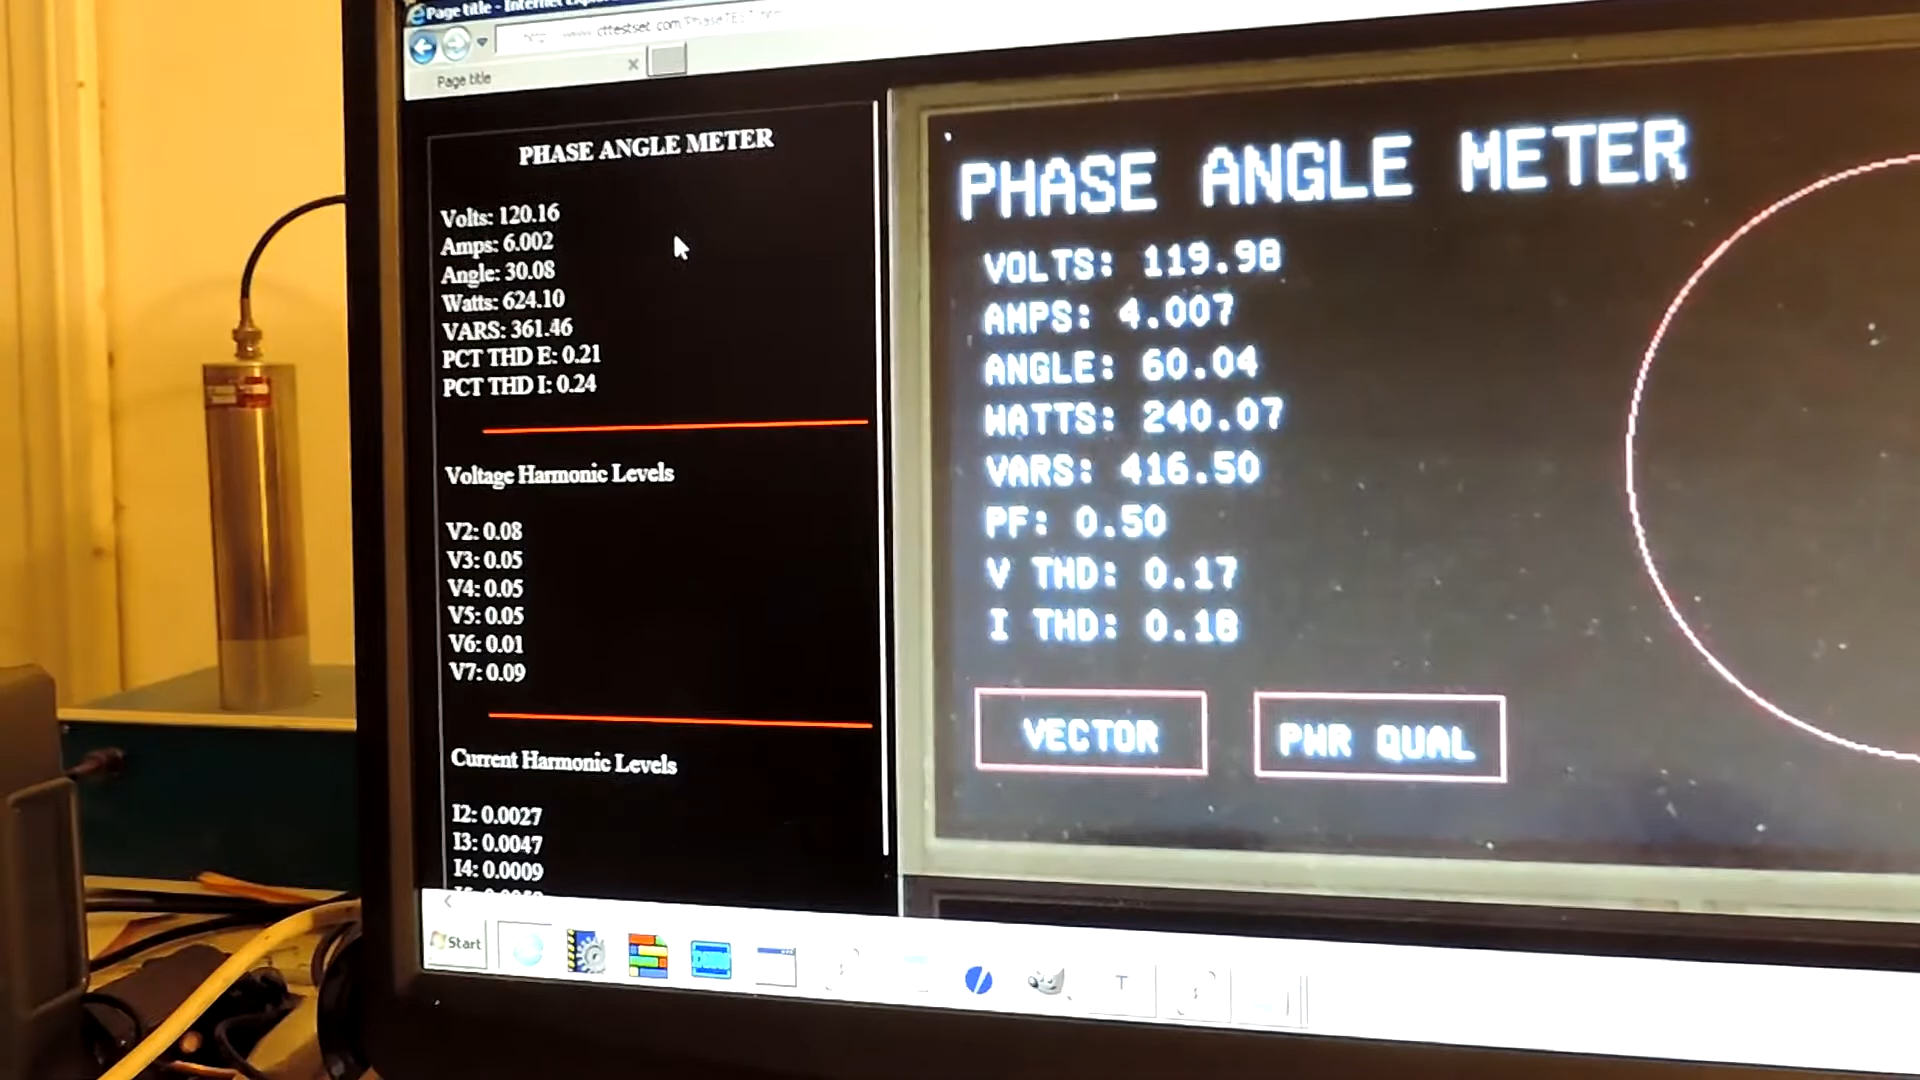 Page title - Internet
cttestset.com/PhaseTEST
Page title
PHASE ANGLE METER
Volts: 120.16
Amps: 6.002
Angle: 30.08
Watts: 624.10
VARS: 361.46
PCT THD E: 0.21
PCT THD I: 0.24
Voltage Harmonic Levels
V2: 0.08
V3: 0.05
V4: 0.05
V5: 0.05
V6: 0.01
V7: 0.09
Current Harmonic Levels
I2: 0.0027
I3: 0.0047
I4: 0.0009
PHASE ANGLE METER
VOLTS: 119.98
AMPS: 4.007
ANGLE: 60.04
WATTS: 240.07
VARS: 416.50
PF: 0.50
V THD: 0.17
I THD: 0.18
VECTOR
PWR QUAL
Start
T